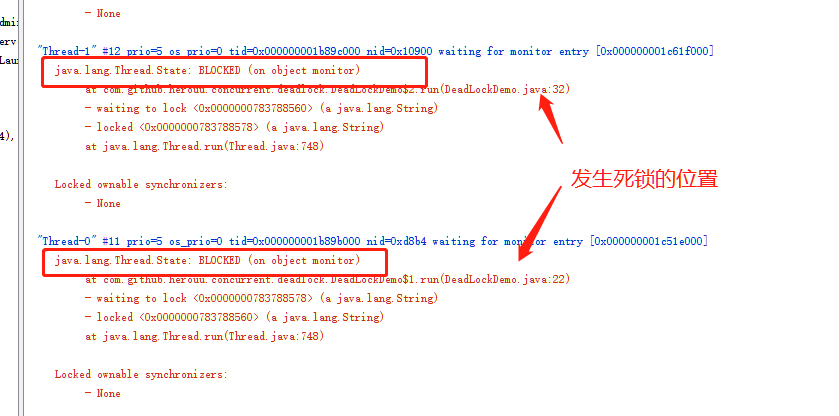 dmin
- None
erv
"Thread-1" #12 prio=5 os_prio=0 tid=0x000000001b89c000 nid=0x10900 waiting for monitor entry [0x000000001c61f000]
Lau
java.lang.Thread.State: BLOCKED (on object monitor)
at com.github.herouu.concurrent.deadlock.DeadLockDemo$2.run(DeadLockDemo.java:32)
- waiting to lock <0x0000000783788560> (a java.lang.String)
- locked <0x0000000783788578> (a java.lang.String)
4),
at java.lang.Thread.run(Thread.java:748)
发生死锁的位置
Locked ownable synchronizers:
- None
"Thread-0" #11 prio=5 os_prio=0 tid=0x000000001b89b000 nid=0xd8b4 waiting for monitor entry [0x000000001c51e000]
java.lang.Thread.State: BLOCKED (on object monitor)
at com.github.herouu.concurrent.deadlock.DeadLockDemo$1.run(DeadLockDemo.java:22)
- waiting to lock <0x0000000783788578> (a java.lang.String)
- locked <0x0000000783788560> (a java.lang.String)
at java.lang.Thread.run(Thread.java:748)
Locked ownable synchronizers:
- None